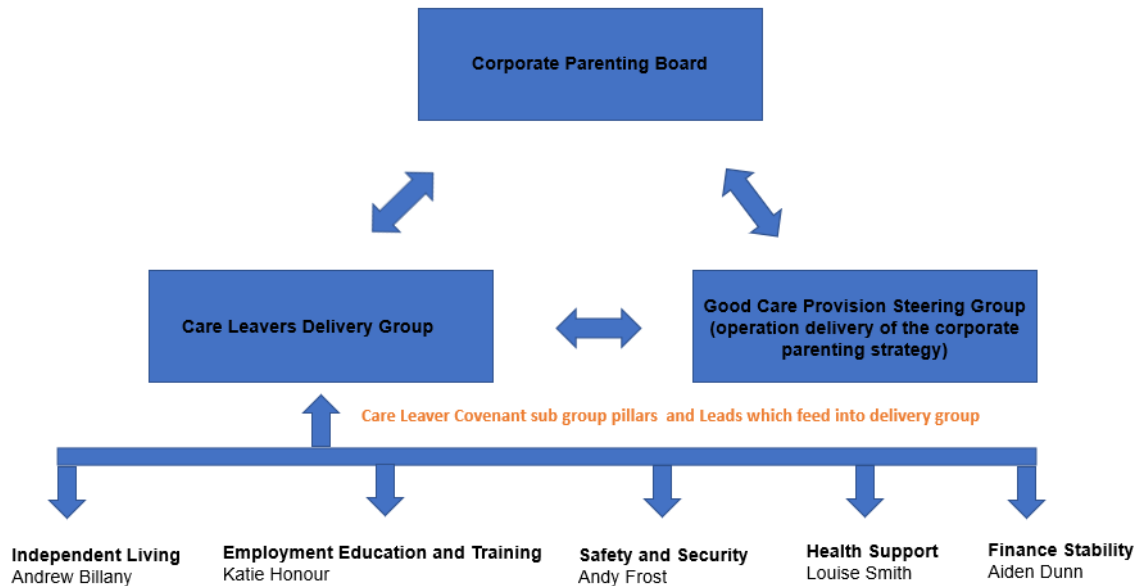 Corporate Parenting Board
Care Leavers Delivery Group
Good Care Provision Steering Group
(operation delivery of the corporate
parenting strategy)
Care Leaver Covenant sub group pillars and Leads which feed into delivery group
Independent Living
Andrew Billany
Employment Education and Training
Katie Honour
Safety and Security
Andy Frost
Health Support
Louise Smith
Finance Stability
Aiden Dunn